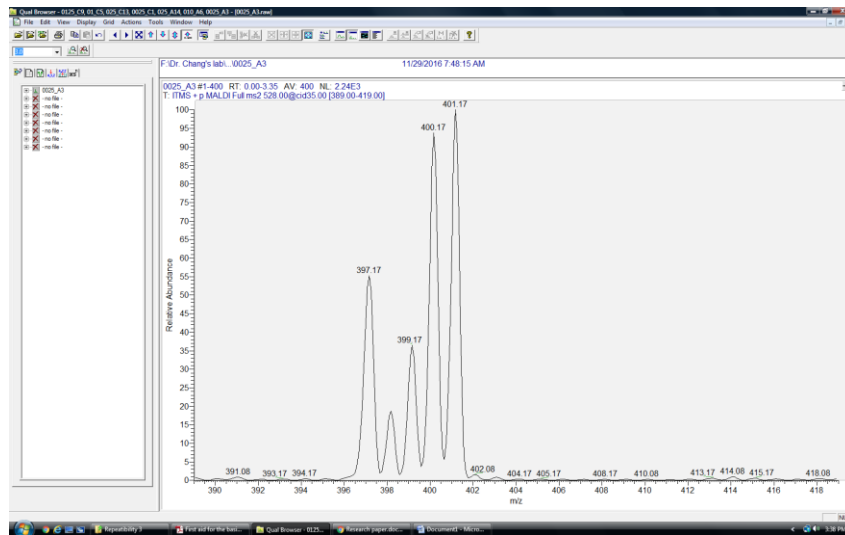 Qual Browser - 0125_C9, 01_C5, 025_C13, 0025_C1, 025_A14, 010_A6, 0025_A3 - [0025_A3.raw]
File Edit View Display Grid Actions Tools Window Help
F:\Dr. Chang's lab\...\0025_A3 11/29/2016 7:48:15 AM
0025_A3
- no file -
- no file -
- no file -
- no file -
- no file -
- no file -
- no file -
0025_A3 #1-400 RT: 0.00-3.35 AV: 400 NL: 2.24E3
T: ITMS + p MALDI Full ms2 528.00@cid35.00 [389.00-419.00]
401.17
100
400.17
95
90
85
80
75
70
65
60
397.17
55
50
45
40
399.17
35
30
25
20
15
10
5
391.08 393.17 394.17 402.08 404.17 405.17 408.17 410.08 413.17 414.08 415.17 418.08
0
Relative Abundance
390 392 394 396 398 400 402 404 406 408 410 412 414 416 418
m/z
Repeatibility 3 First aid for the basi... Qual Browser - 0125... Research paper.doc... Document1 - Micro... 3:38 PM